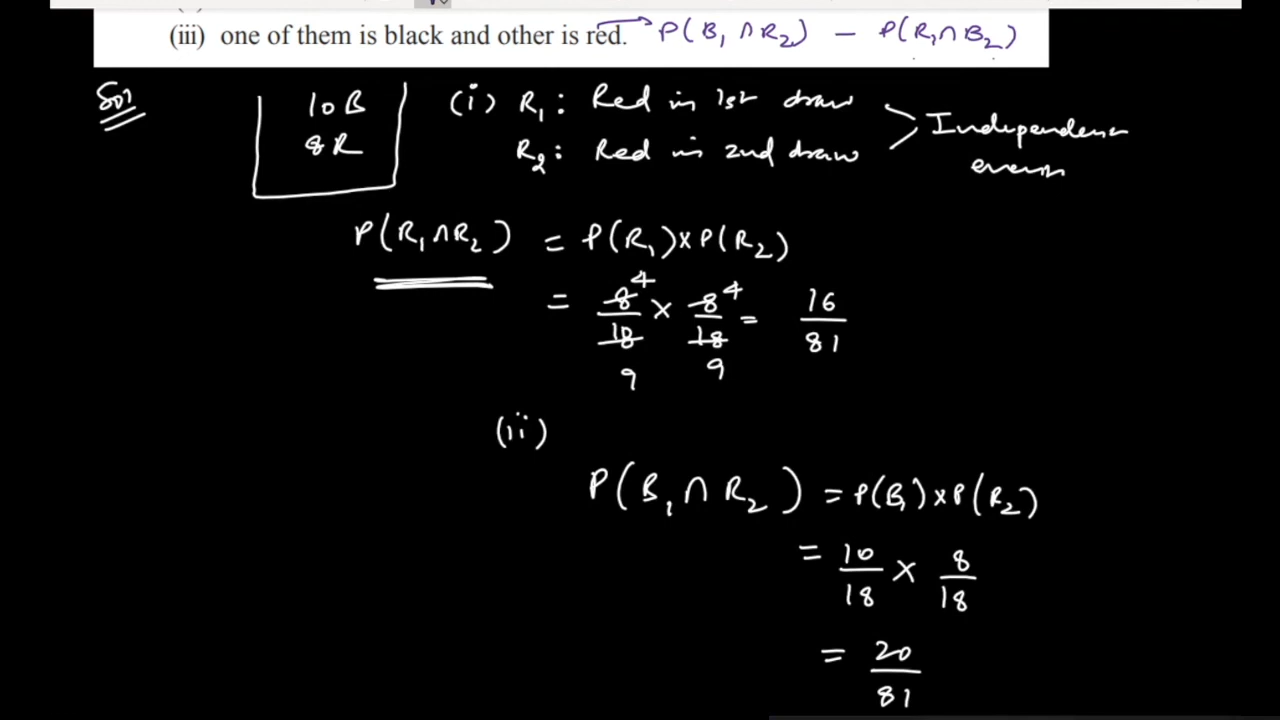 (iii) one of them is black and other is red. P(B₁ ∩ R₂) – P(R₁ ∩ B₂)
Sol
10B
8R
(i) R₁: Red in 1st draw
R₂: Red in 2nd draw
Independence
events
P(R₁ ∩ R₂) = P(R₁) × P(R₂)
= 8/18 × 8/18 = 16/81
4 4
9 9
(ii)
P(B₁ ∩ R₂) = P(B₁) × P(R₂)
= 10/18 × 8/18
= 20/81